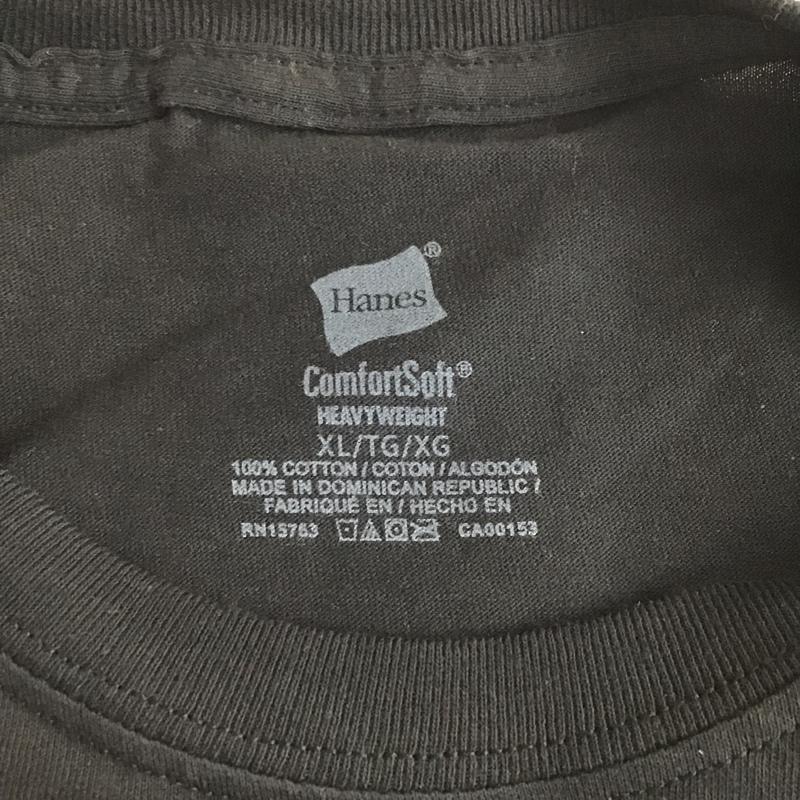 Hanes®
ComfortSoft®
HEAVYWEIGHT
XL/TG/XG
100% COTTON / COTON / ALGODÓN
MADE IN DOMINICAN REPUBLIC /
FABRIQUÉ EN / HECHO EN
RN15763 CA00153